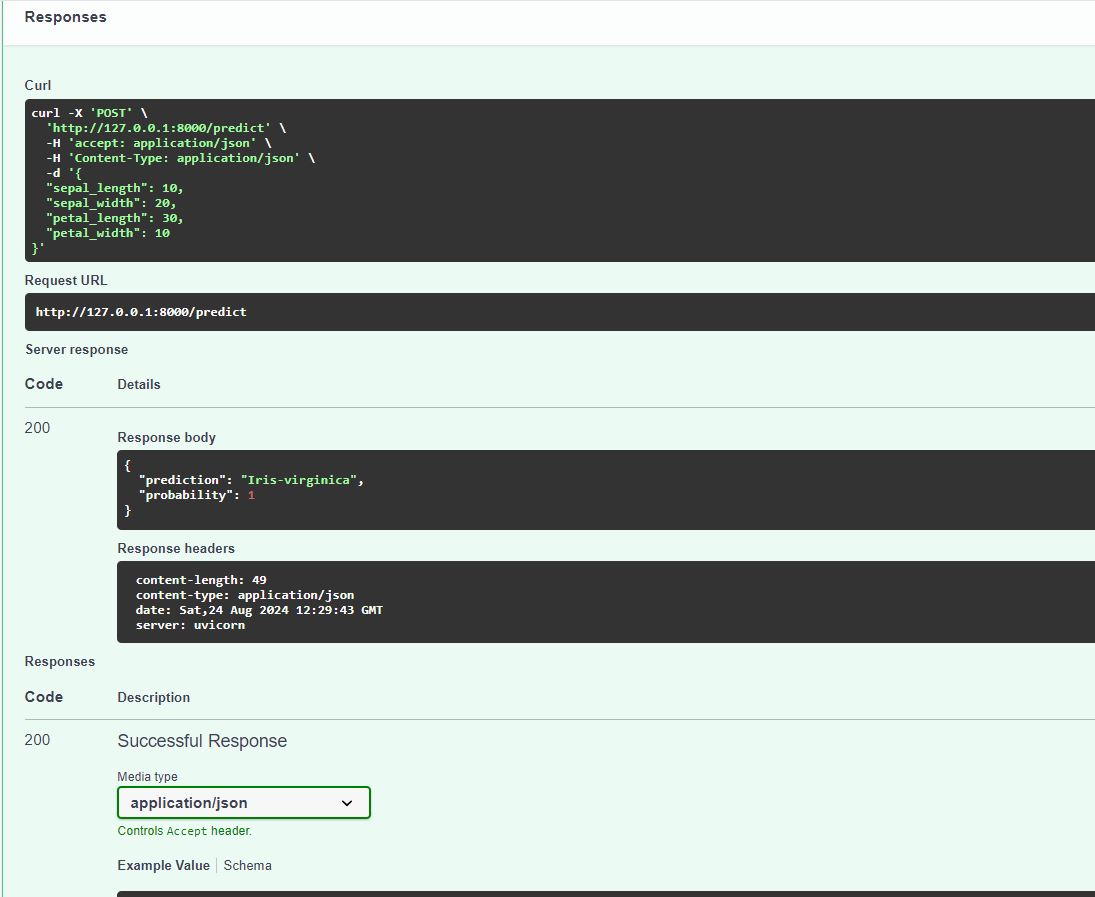 Responses
Curl
curl -X 'POST' \
  'http://127.0.0.1:8000/predict' \
  -H 'accept: application/json' \
  -H 'Content-Type: application/json' \
  -d '{
  "sepal_length": 10,
  "sepal_width": 20,
  "petal_length": 30,
  "petal_width": 10
}'
Request URL
http://127.0.0.1:8000/predict
Server response
Code Details
200
Response body
{
  "prediction": "Iris-virginica",
  "probability": 1
}
Response headers
content-length: 49
content-type: application/json
date: Sat,24 Aug 2024 12:29:43 GMT
server: uvicorn
Responses
Code Description
200 Successful Response
Media type
application/json
Controls Accept header.
Example Value Schema